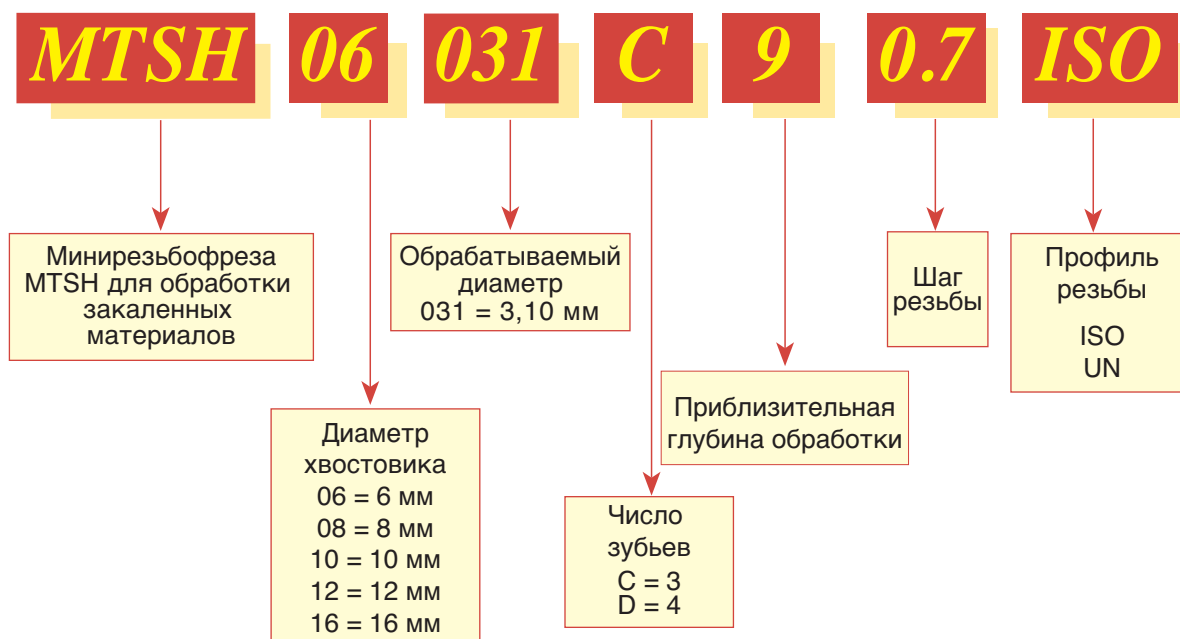 MTSH 06 031 C 9 0.7 ISO
Минирезьбофреза
MTSH для обработки
закаленных
материалов
Диаметр
хвостовика
06 = 6 мм
08 = 8 мм
10 = 10 мм
12 = 12 мм
16 = 16 мм
Обрабатываемый
диаметр
031 = 3,10 мм
Число
зубьев
C = 3
D = 4
Приблизительная
глубина обработки
Шаг
резьбы
Профиль
резьбы
ISO
UN